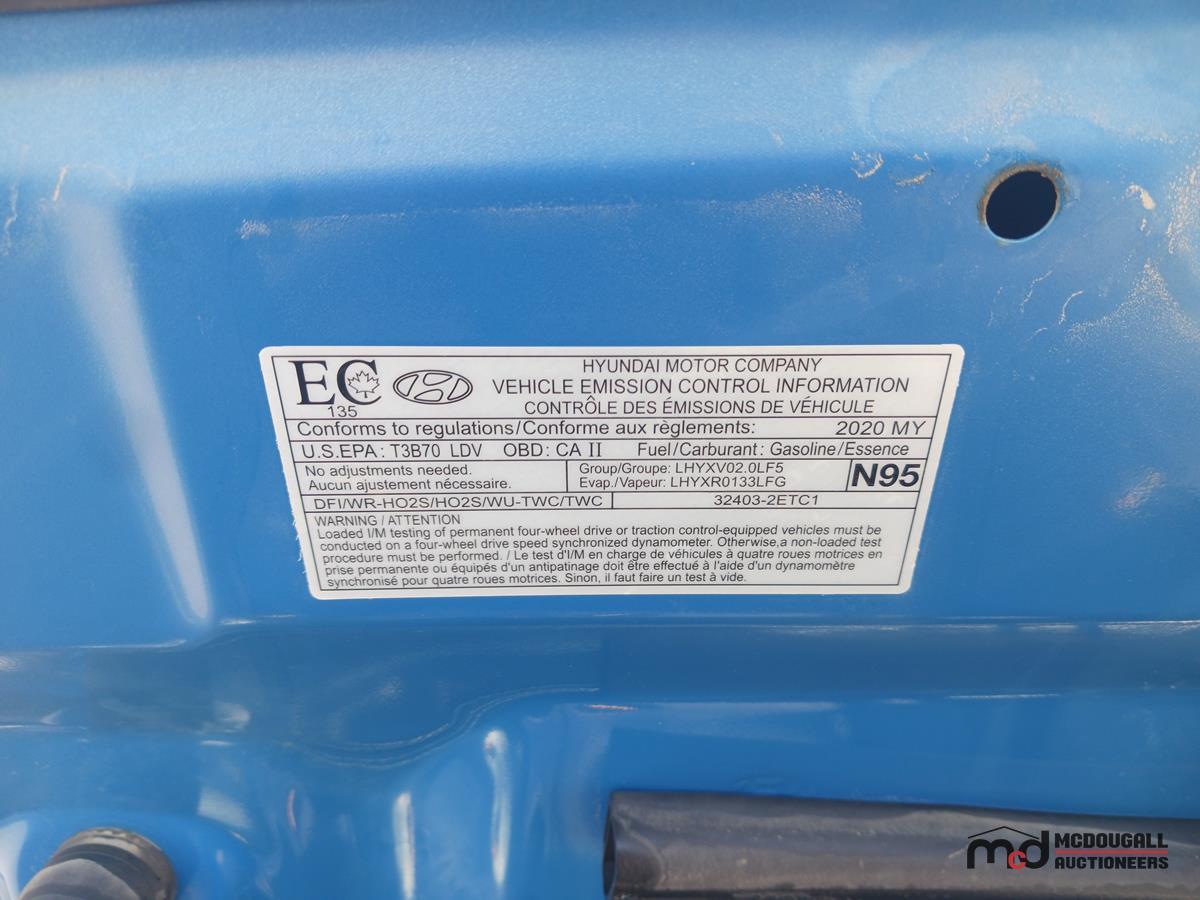 EC
135
HYUNDAI MOTOR COMPANY
VEHICLE EMISSION CONTROL INFORMATION
CONTRÔLE DES ÉMISSIONS DE VÉHICULE
Conforms to regulations/Conforme aux règlements: 2020 MY
U.S.EPA: T3B70 LDV OBD: CA II Fuel/Carburant: Gasoline/Essence
No adjustments needed.
Aucun ajustement nécessaire.
Group/Groupe: LHYXV02.0LF5
Evap./Vapeur: LHYXR0133LFG
N95
DFI/WR-HO2S/HO2S/WU-TWC/TWC 32403-2ETC1
WARNING / ATTENTION
Loaded I/M testing of permanent four-wheel drive or traction control-equipped vehicles must be
conducted on a four-wheel drive speed synchronized dynamometer. Otherwise,a non-loaded test
procedure must be performed. / Le test d'I/M en charge de véhicules à quatre roues motrices en
prise permanente ou équipés d'un antipatinage doit être effectué à l'aide d'un dynamomètre
synchronisé pour quatre roues motrices. Sinon, il faut faire un test à vide.
mcd MCDOUGALL
AUCTIONEERS